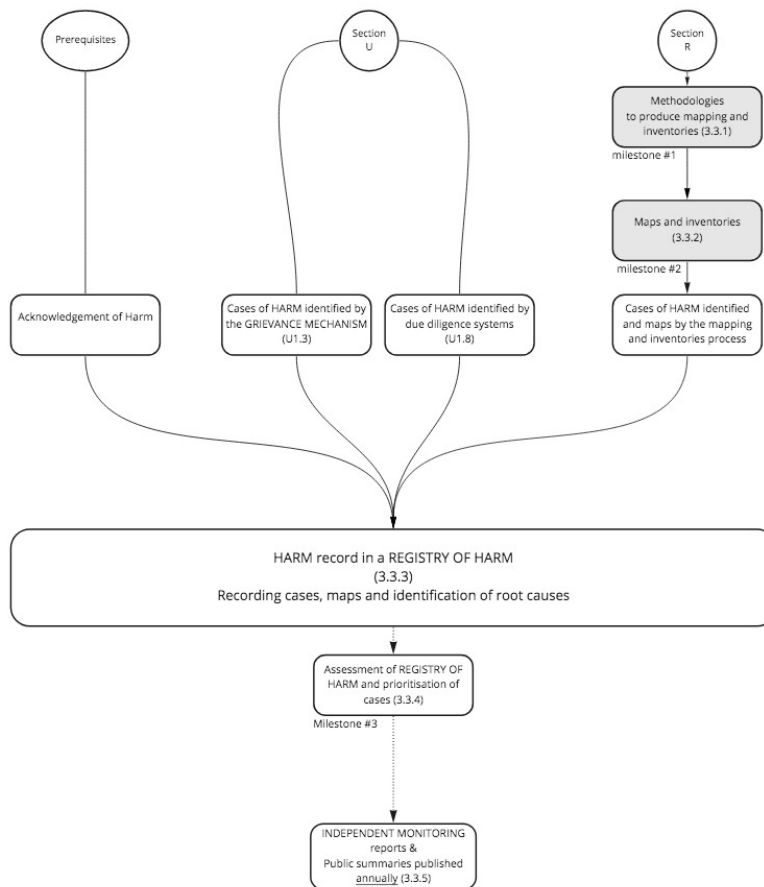 Prerequisites
Section
U
Section
R
Methodologies
to produce mapping and
inventories (3.3.1)
milestone #1
Maps and inventories
(3.3.2)
milestone #2
Acknowledgement of Harm
Cases of HARM identified by
the GRIEVANCE MECHANISM
(U1.3)
Cases of HARM identified by
due diligence systems
(U1.8)
Cases of HARM identified
and maps by the mapping
and inventories process
HARM record in a REGISTRY OF HARM
(3.3.3)
Recording cases, maps and identification of root causes
Assessment of REGISTRY OF
HARM and prioritisation of
cases (3.3.4)
Milestone #3
INDEPENDENT MONITORING
reports &
Public summaries published
annually (3.3.5)